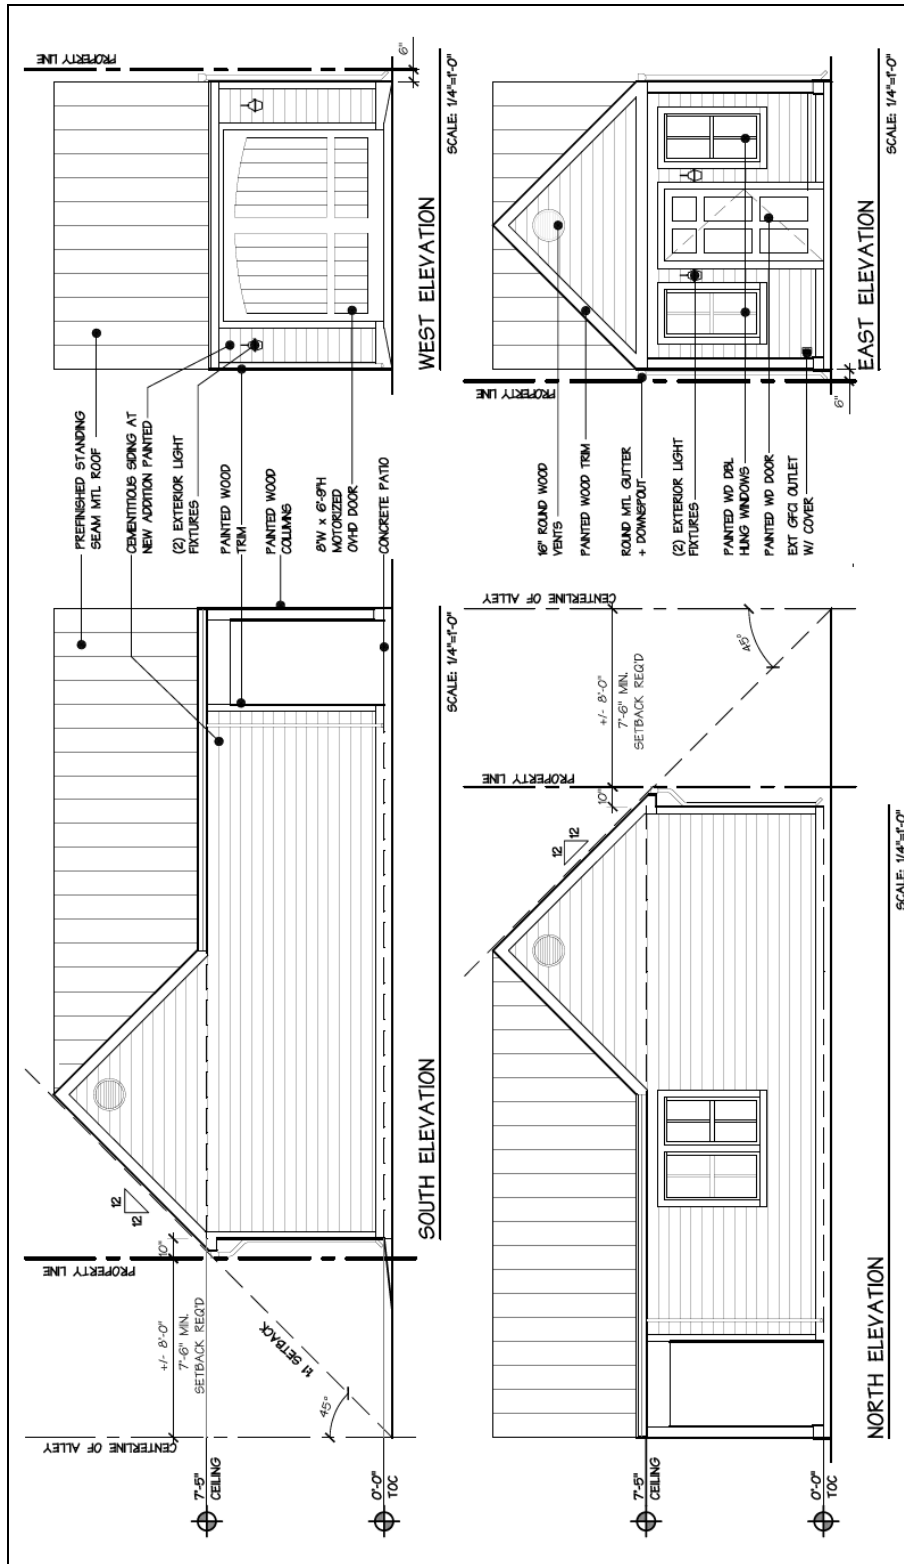 CENTERLINE OF ALLEY
+/- 8'-0"
7'-6" MIN.
SETBACK REQ'D
PROPERTY LINE
10"
12
12
45°
1:1 SETBACK
7'-5"
CEILING
0'-0"
TOC
SOUTH ELEVATION
SCALE: 1/4"=1'-0"
PREFINISHED STANDING
SEAM MTL ROOF
CEMENTITIOUS SIDING AT
NEW ADDITION PAINTED
(2) EXTERIOR LIGHT
FIXTURES
PAINTED WOOD
TRIM
PAINTED WOOD
COLUMNS
8'W x 6'-9"H
MOTORIZED
OVHD DOOR
CONCRETE PATIO
PROPERTY LINE
6"
WEST ELEVATION
SCALE: 1/4"=1'-0"
7'-5"
CEILING
0'-0"
TOC
NORTH ELEVATION
SCALE: 1/4"=1'-0"
12
12
10"
PROPERTY LINE
+/- 8'-0"
7'-6" MIN.
SETBACK REQ'D
45°
CENTERLINE OF ALLEY
16" ROUND WOOD
VENTS
PAINTED WOOD TRIM
ROUND MTL GUTTER
+ DOWNSPOUT
(2) EXTERIOR LIGHT
FIXTURES
PAINTED WD DBL
HUNG WINDOWS
PAINTED WD DOOR
EXT GFCI OUTLET
W/ COVER
PROPERTY LINE
6"
EAST ELEVATION
SCALE: 1/4"=1'-0"